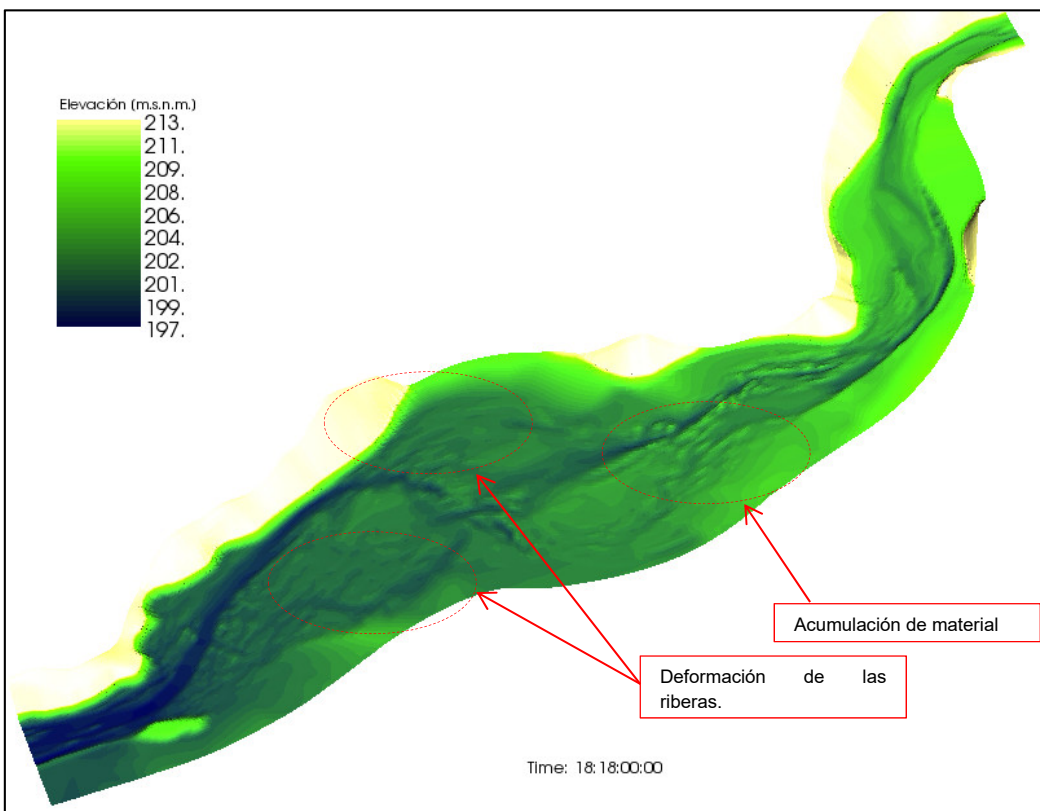 Elevación (m.s.n.m.)
213.
211.
209.
208.
206.
204.
202.
201.
199.
197.
Acumulación de material
Deformación de las
riberas.
Time: 18:18:00:00